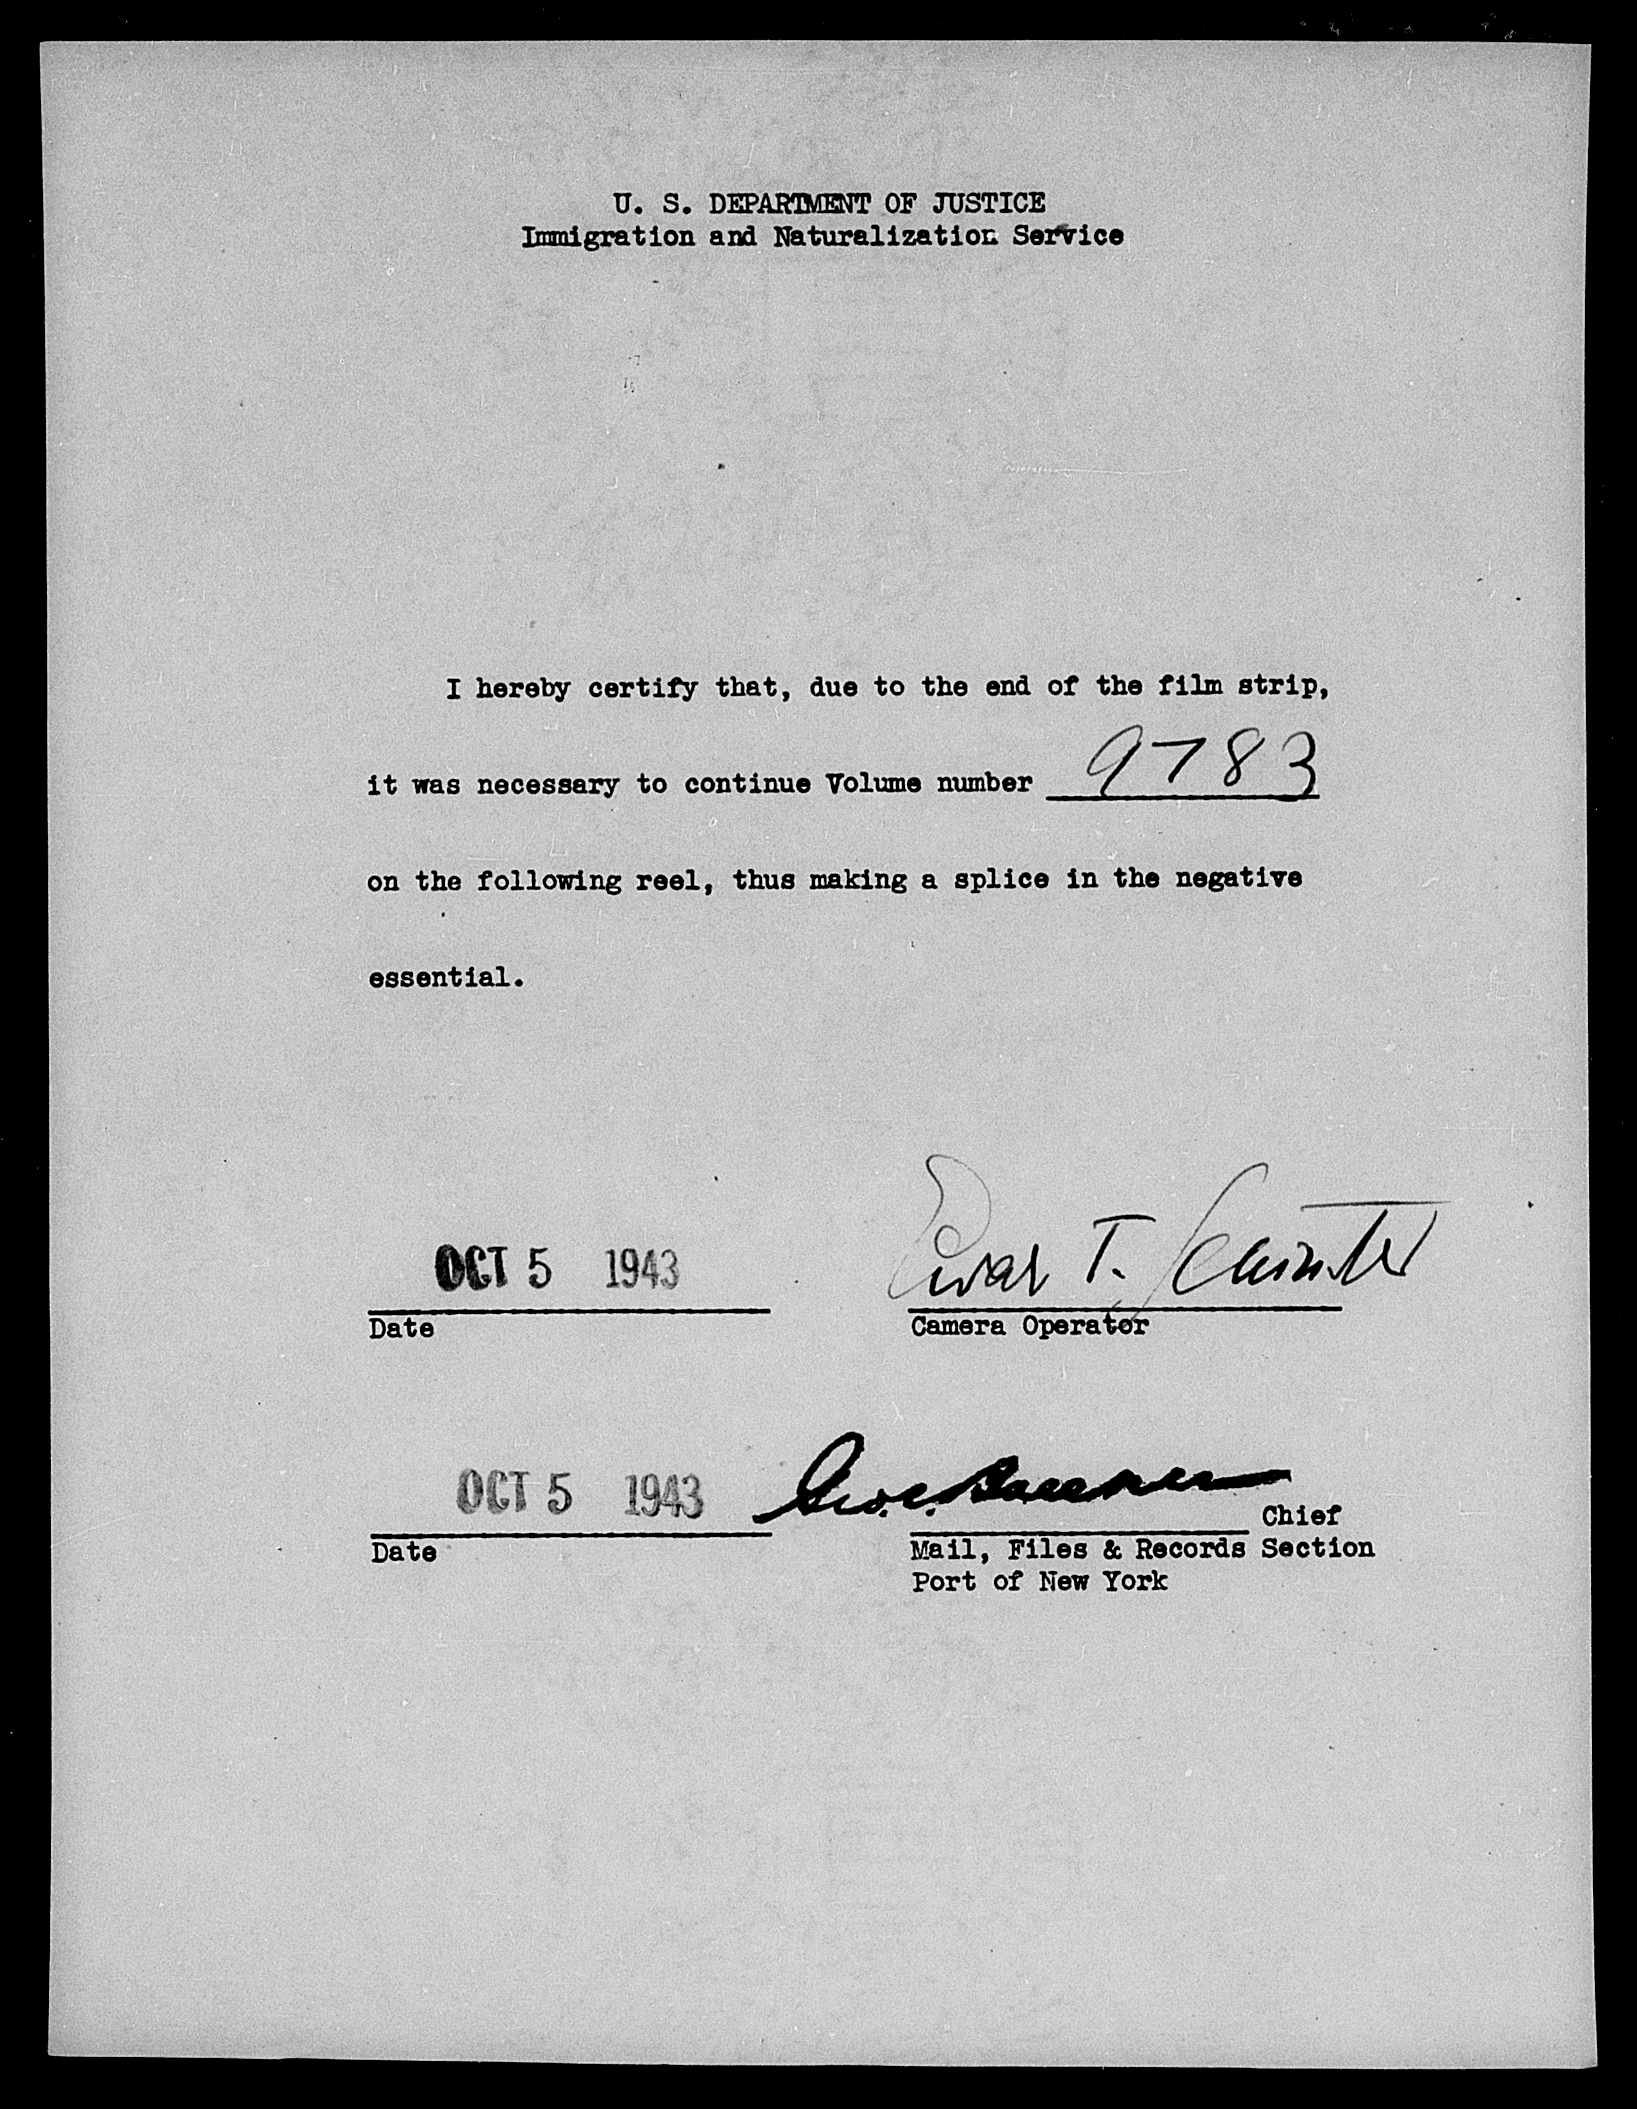 U. S. DEPARTMENT OF JUSTICE
Immigration and Naturalization Service
I hereby certify that, due to the end of the film strip,
it was necessary to continue Volume number 9783
on the following reel, thus making a splice in the negative
essential.
OCT 5 1943
T.
Date
Camera Operator
OCT 5 1943
Chief
Date
Mail, Files & Records Section
Port of New York